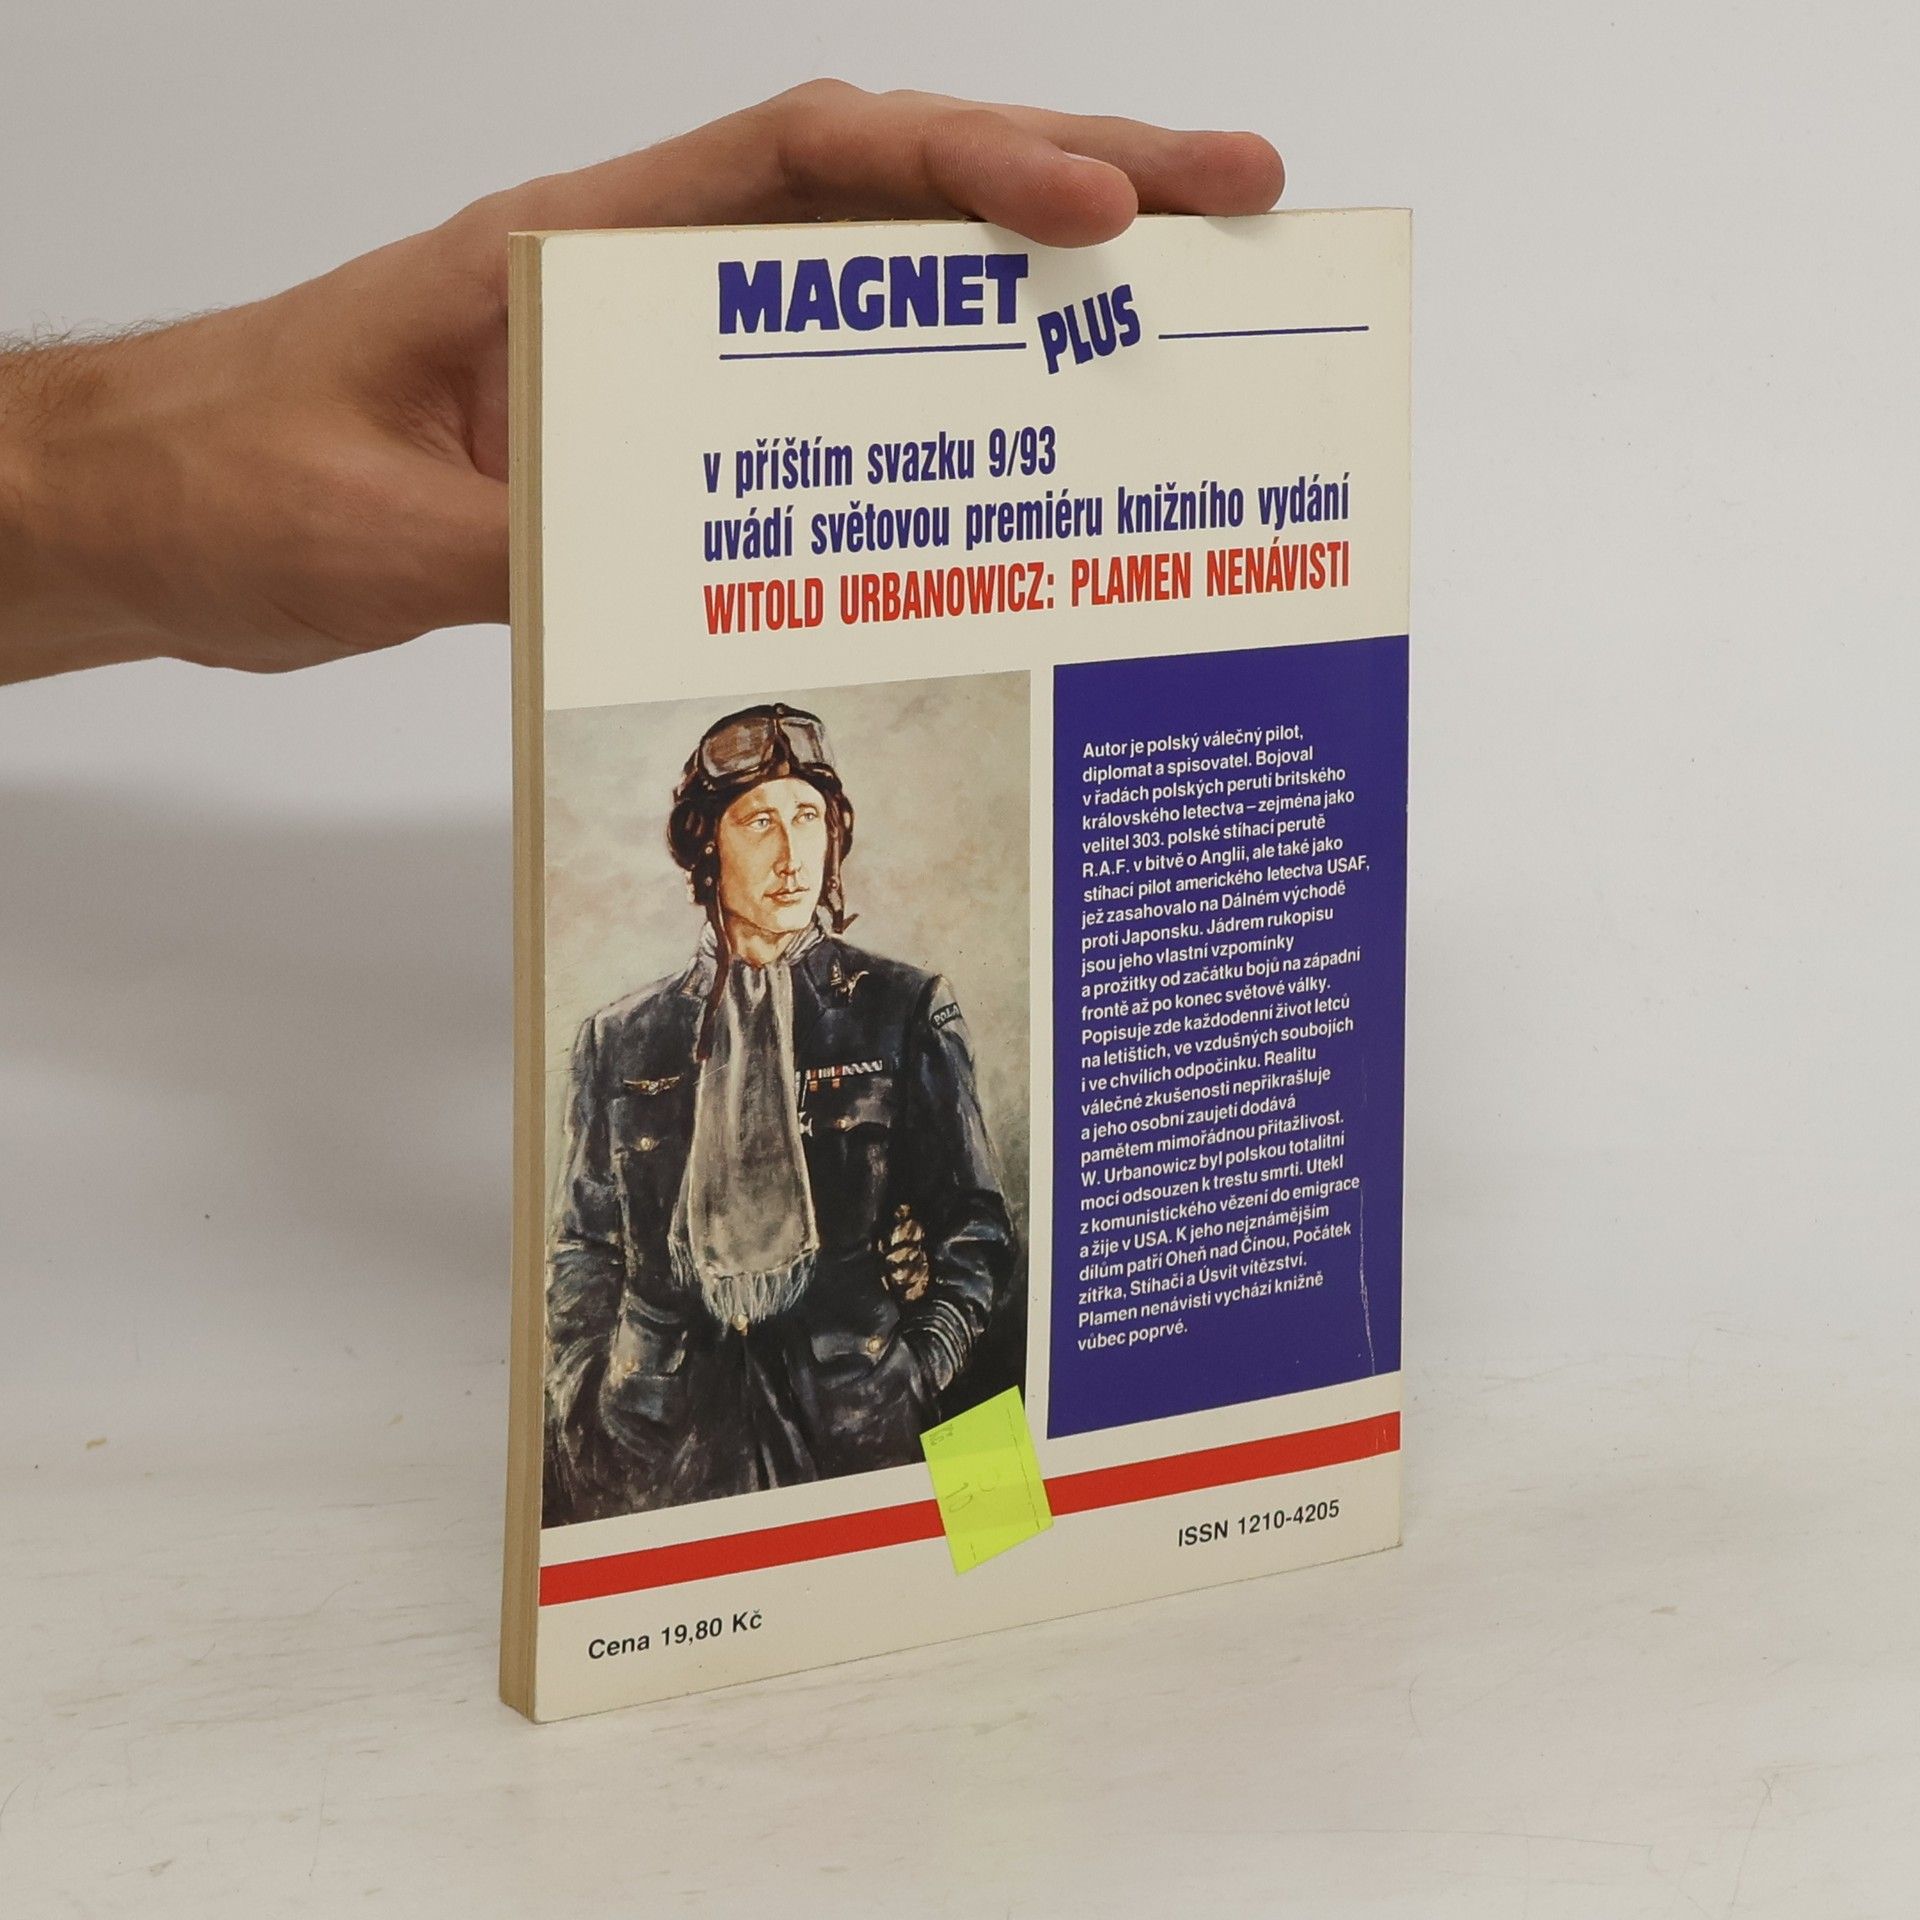 MAGNET
PLUS
v příštím svazku 9/93
uvádí světovou premiéru knižního vydání
WITOLD URBANOWICZ: PLAMEN NENÁVISTI
Autor je polský válečný pilot,
diplomat a spisovatel. Bojoval
v řadách polských perutí britského
královského letectva – zejména jako
velitel 303. polské stíhací perutě
R.A.F. v bitvě o Anglii, ale také jako
stíhací pilot amerického letectva USAF,
jež zasahovalo na Dálném východě
proti Japonsku. Jádrem rukopisu
jsou jeho vlastní vzpomínky
a prožitky od začátku bojů na západní
frontě až po konec světové války.
Popisuje zde každodenní život letců
na letištích, ve vzdušných soubojích
i ve chvílích odpočinku. Realitu
válečné zkušenosti nepřikrašluje
a jeho osobní zaujetí dodává
pamětem mimořádnou přitažlivost.
W. Urbanowicz byl polskou totalitní
mocí odsouzen k trestu smrti. Utekl
z komunistického vězení do emigrace
a žije v USA. K jeho nejznámějším
dílům patří Oheň nad Čínou, Počátek
zítřka, Stíhači a Úsvit vítězství.
Plamen nenávisti vychází knižně
vůbec poprvé.
POLA
ISSN 1210-4205
Cena 19,80 Kč